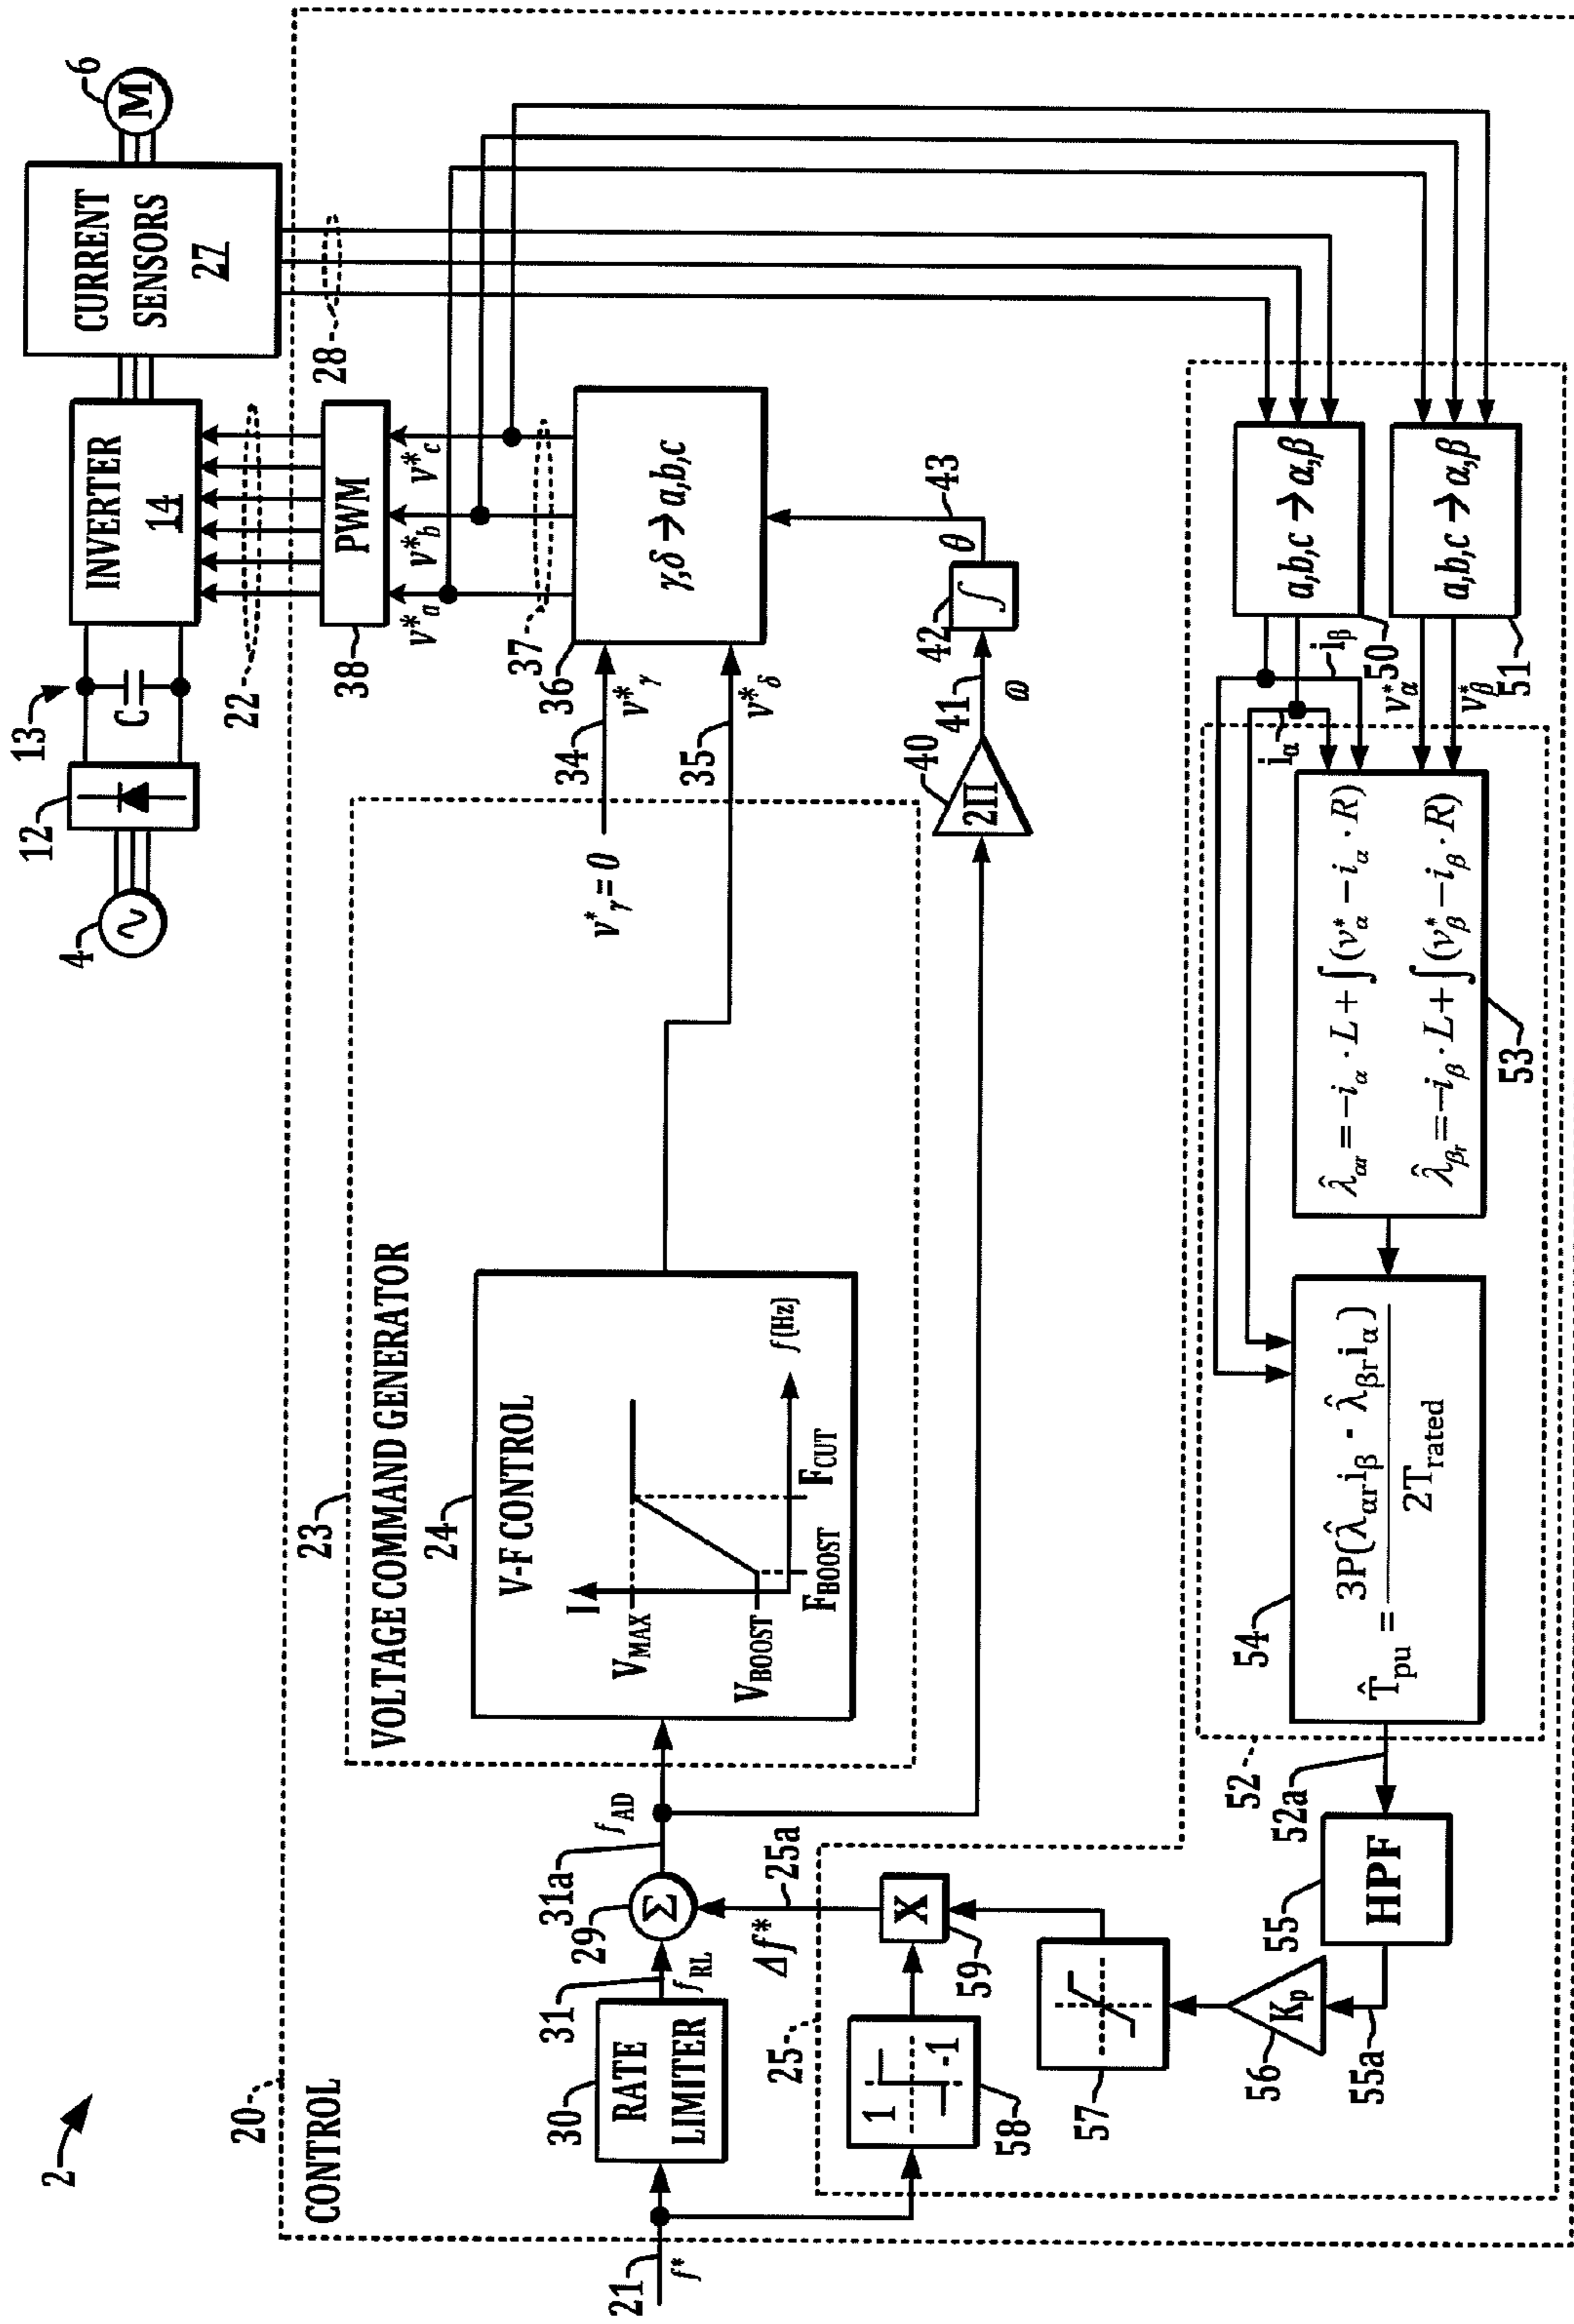 2
20
CONTROL
21
f*
30
RATE
LIMITER
31
f_RL
29
Σ
31a
f_AD
Δf*
25a
23
VOLTAGE COMMAND GENERATOR
24
V-F CONTROL
I
V_MAX
V_BOOST
F_BOOST
F_CUT
f(Hz)
v*_γ=0
34
v*_γ
35
v*_δ
36
γ,δ→a,b,c
37
v*_a
v*_b
v*_c
38
PWM
22
4
12
13
C
INVERTER
14
CURRENT
SENSORS
27
28
6
M
40
2Π
41
ω
42
∫
θ
43
25
58
1
-1
59
X
57
56
K_p
55a
55
HPF
52a
52
54
T̂_pu = 3P(λ̂_αr i_β - λ̂_βr i_α) / 2T_rated
53
λ̂_αr = -i_α · L + ∫(v*_α - i_α · R)
λ̂_βr = -i_β · L + ∫(v*_β - i_β · R)
i_α
i_β
50
a,b,c→α,β
v*_α
v*_β
51
a,b,c→α,β